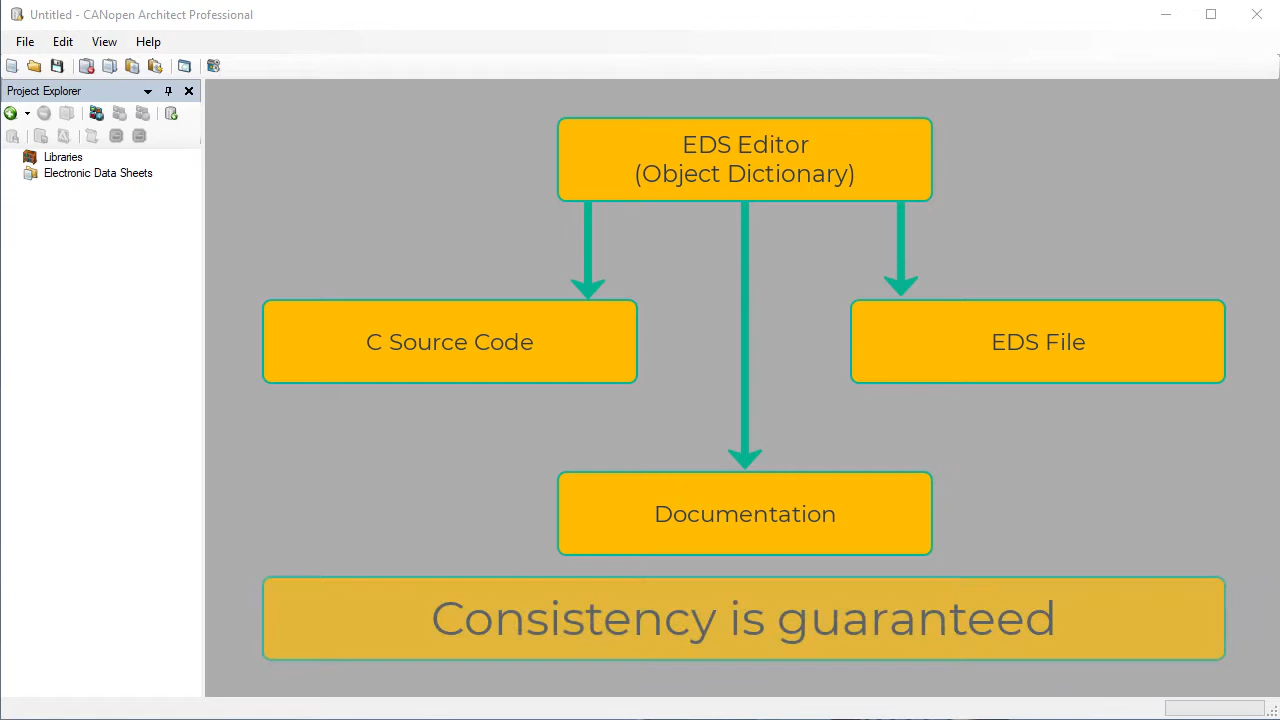 Untitled - CANopen Architect Professional
File Edit View Help
Project Explorer
Libraries
Electronic Data Sheets
EDS Editor
(Object Dictionary)
C Source Code
EDS File
Documentation
Consistency is guaranteed